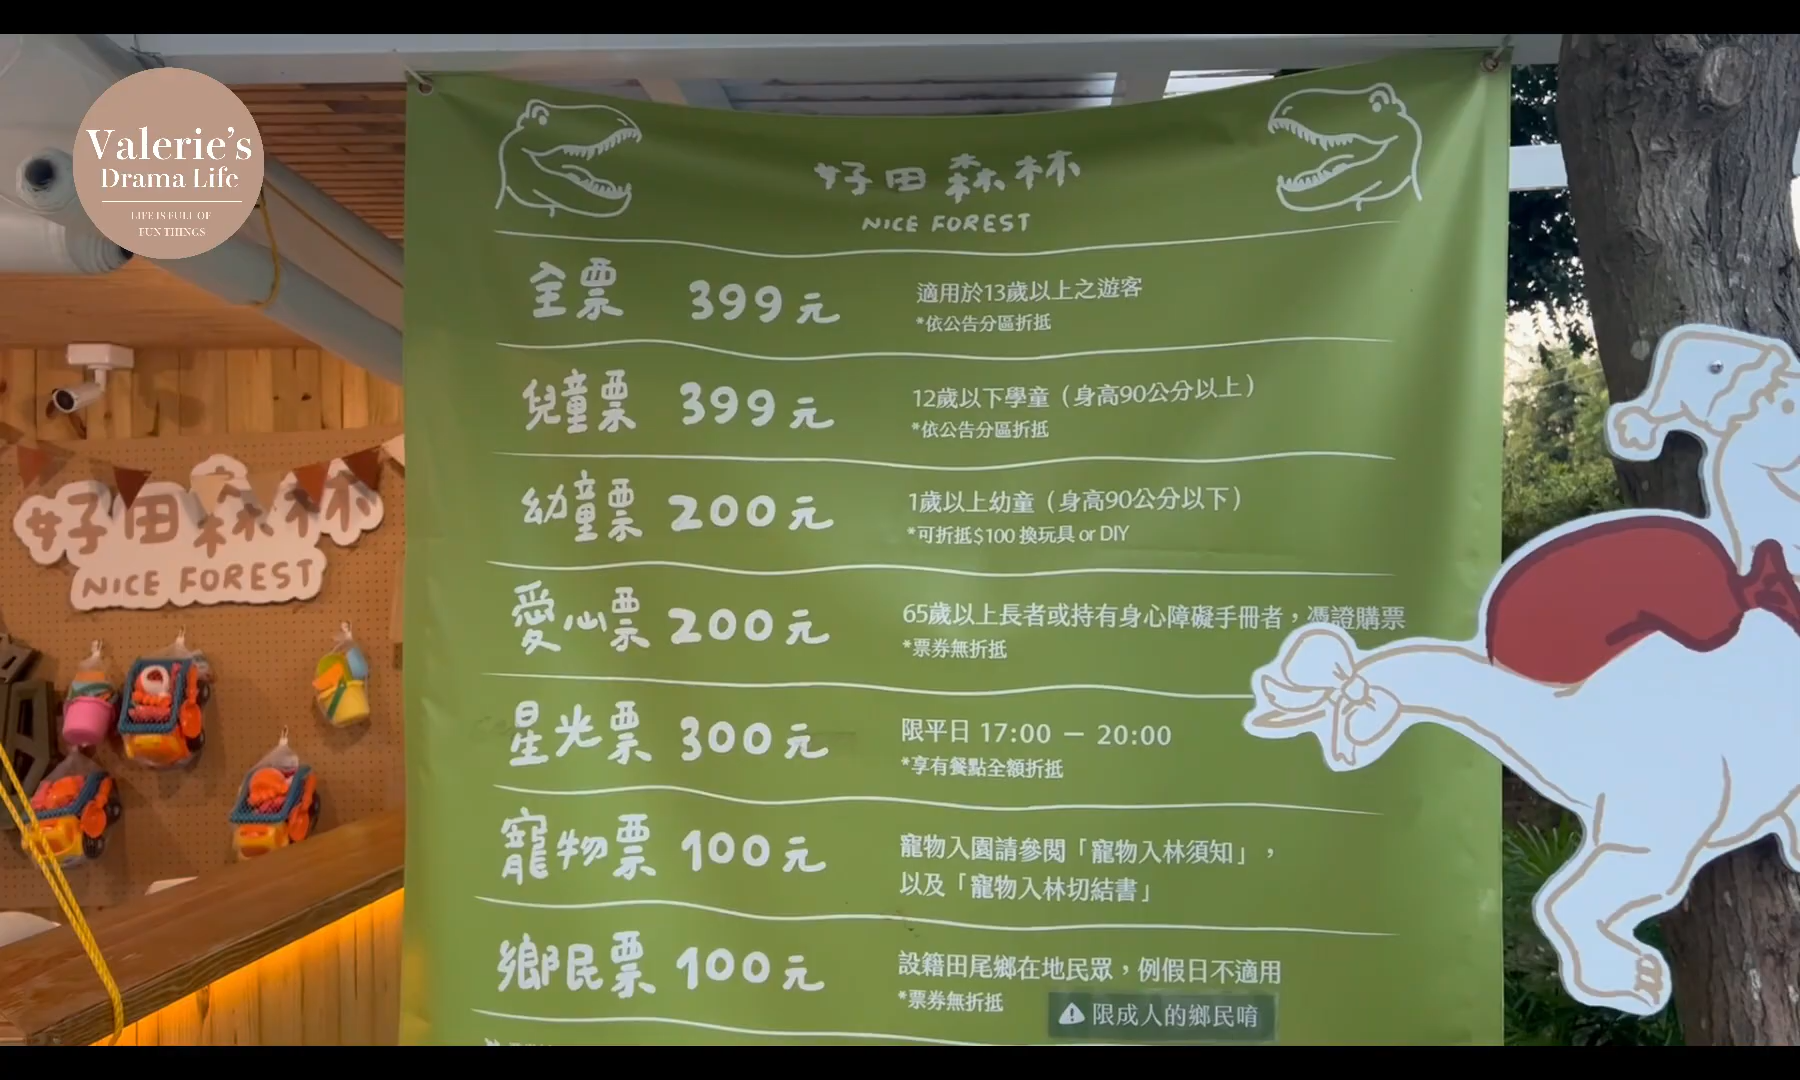 Valerie's
Drama Life
LIFE IS FULL OF
FUN THINGS
好田森林
NICE FOREST
全票 399元 適用於13歲以上之遊客
*依公告分區折抵
兒童票 399元 12歲以下學童（身高90公分以上）
*依公告分區折抵
幼童票 200元 1歲以上幼童（身高90公分以下）
*可折抵$100 換玩具 or DIY
愛心票 200元 65歲以上長者或持有身心障礙手冊者，憑證購票
*票券無折抵
星光票 300元 限平日 17:00 － 20:00
*享有餐點全額折抵
寵物票 100元 寵物入園請參閱「寵物入林須知」，
以及「寵物入林切結書」
鄉民票 100元 設籍田尾鄉在地民眾，例假日不適用
*票券無折抵
限成人的鄉民唷
好田森林
NICE FOREST